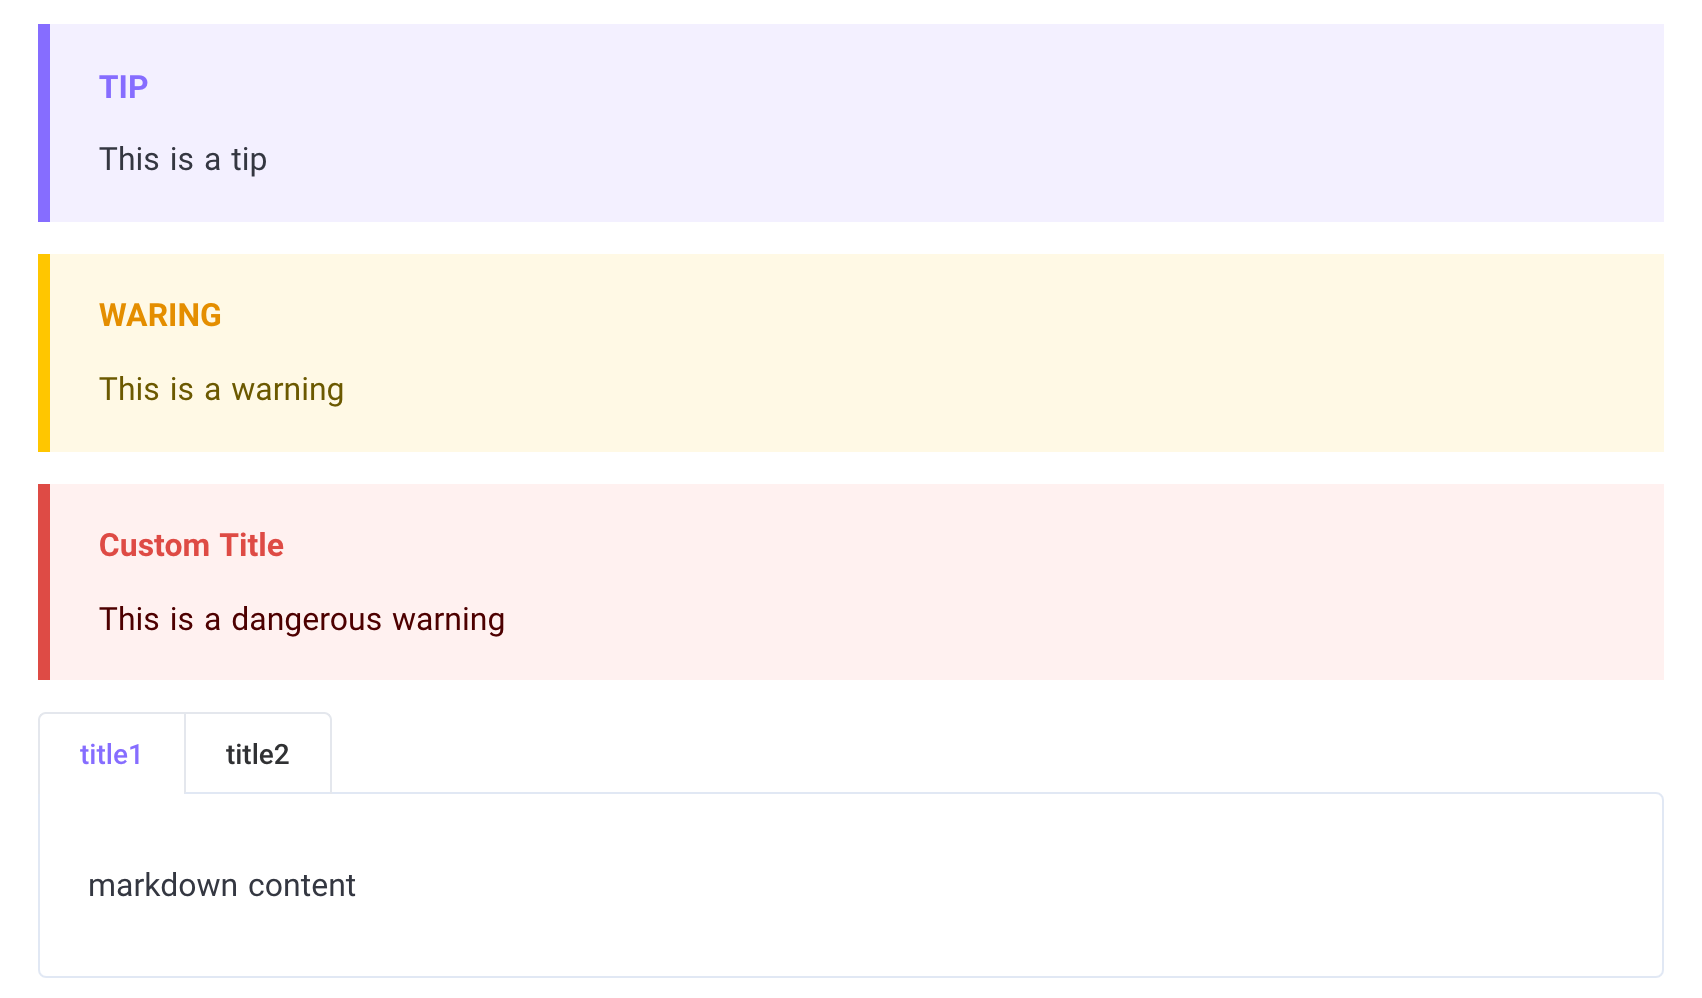 TIP
This is a tip
WARING
This is a warning
Custom Title
This is a dangerous warning
title1 title2
markdown content